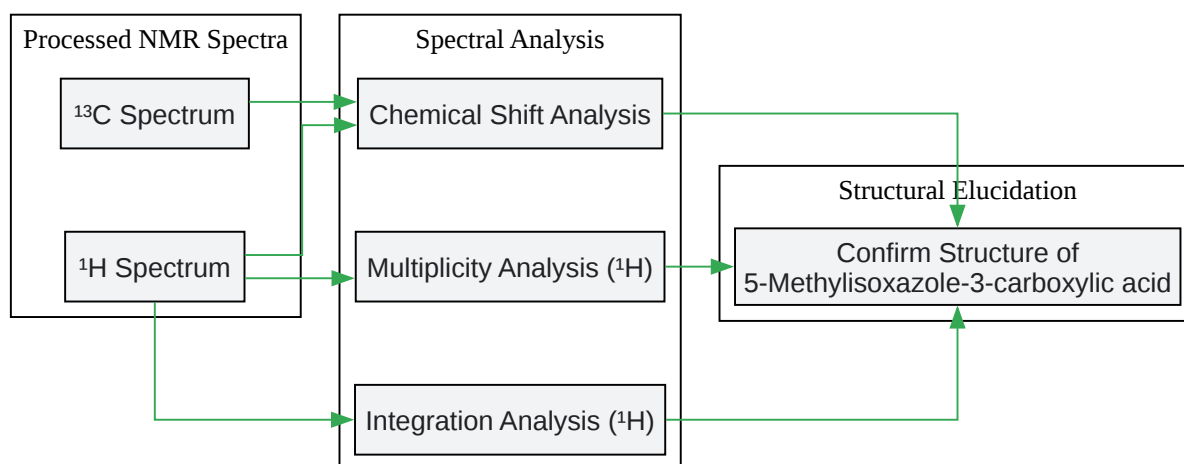 Processed NMR Spectra
¹³C Spectrum
¹H Spectrum
Spectral Analysis
Chemical Shift Analysis
Multiplicity Analysis (¹H)
Integration Analysis (¹H)
Structural Elucidation
Confirm Structure of
5-Methylisoxazole-3-carboxylic acid